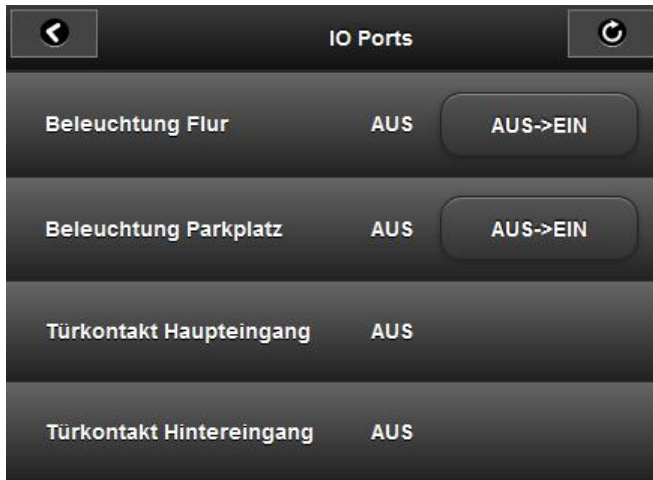 IO Ports
Beleuchtung Flur AUS AUS->EIN
Beleuchtung Parkplatz AUS AUS->EIN
Türkontakt Haupteingang AUS
Türkontakt Hintereingang AUS